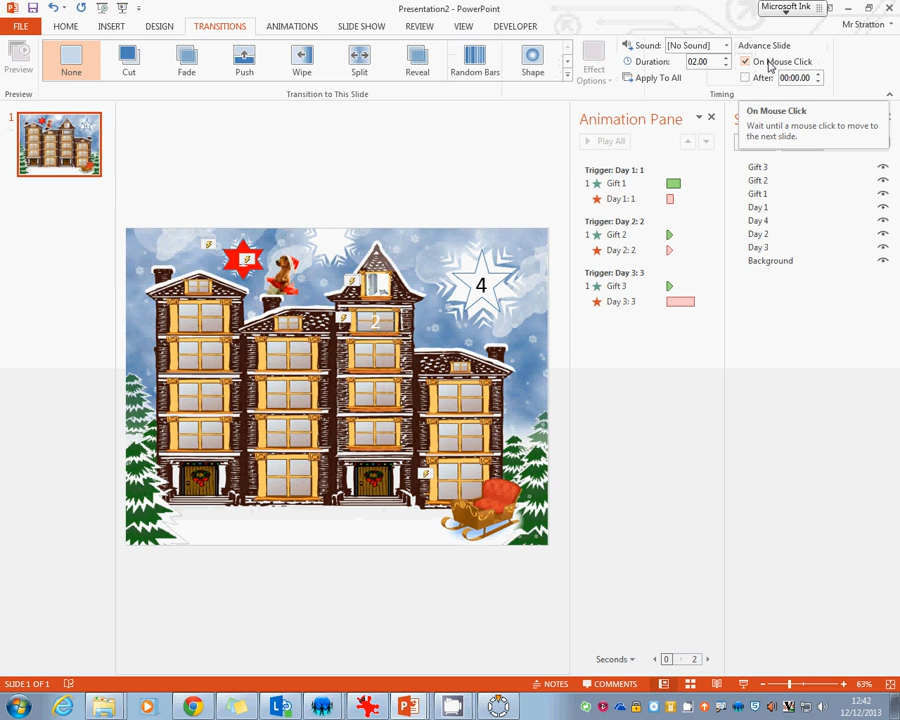 Presentation2 - PowerPoint
Microsoft Ink
FILE HOME INSERT DESIGN TRANSITIONS ANIMATIONS SLIDE SHOW REVIEW VIEW DEVELOPER
Mr Stratton
Preview
None Cut Fade Push Wipe Split Reveal Random Bars Shape
Effect
Options
Sound: [No Sound]
Duration: 02.00
Apply To All
Advance Slide
On Mouse Click
After: 00:00.00
Preview
Transition to This Slide
Timing
On Mouse Click
Wait until a mouse click to move to
the next slide.
1
Animation Pane
Play All
Trigger: Day 1: 1
1 Gift 1
Day 1: 1
Trigger: Day 2: 2
1 Gift 2
Day 2: 2
Trigger: Day 3: 3
1 Gift 3
Day 3: 3
Gift 3
Gift 2
Gift 1
Day 1
Day 4
Day 2
Day 3
Background
4
2
Seconds 0 2
SLIDE 1 OF 1
NOTES COMMENTS 63%
12:42
12/12/2013